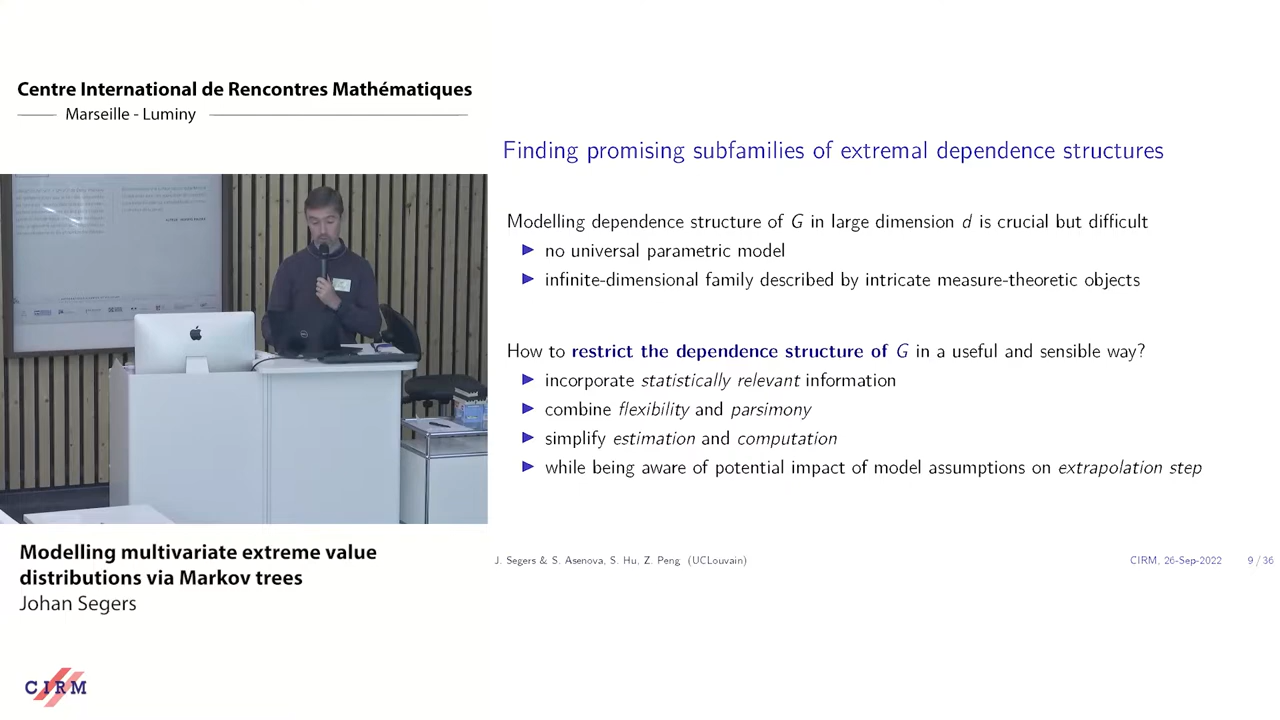 Centre International de Rencontres Mathématiques
Marseille - Luminy
Finding promising subfamilies of extremal dependence structures
Modelling dependence structure of G in large dimension d is crucial but difficult
no universal parametric model
infinite-dimensional family described by intricate measure-theoretic objects
How to restrict the dependence structure of G in a useful and sensible way?
incorporate statistically relevant information
combine flexibility and parsimony
simplify estimation and computation
while being aware of potential impact of model assumptions on extrapolation step
J. Segers & S. Asenova, S. Hu, Z. Peng (UCLouvain)
CIRM, 26-Sep-2022
9 / 36
Modelling multivariate extreme value
distributions via Markov trees
Johan Segers
CIRM